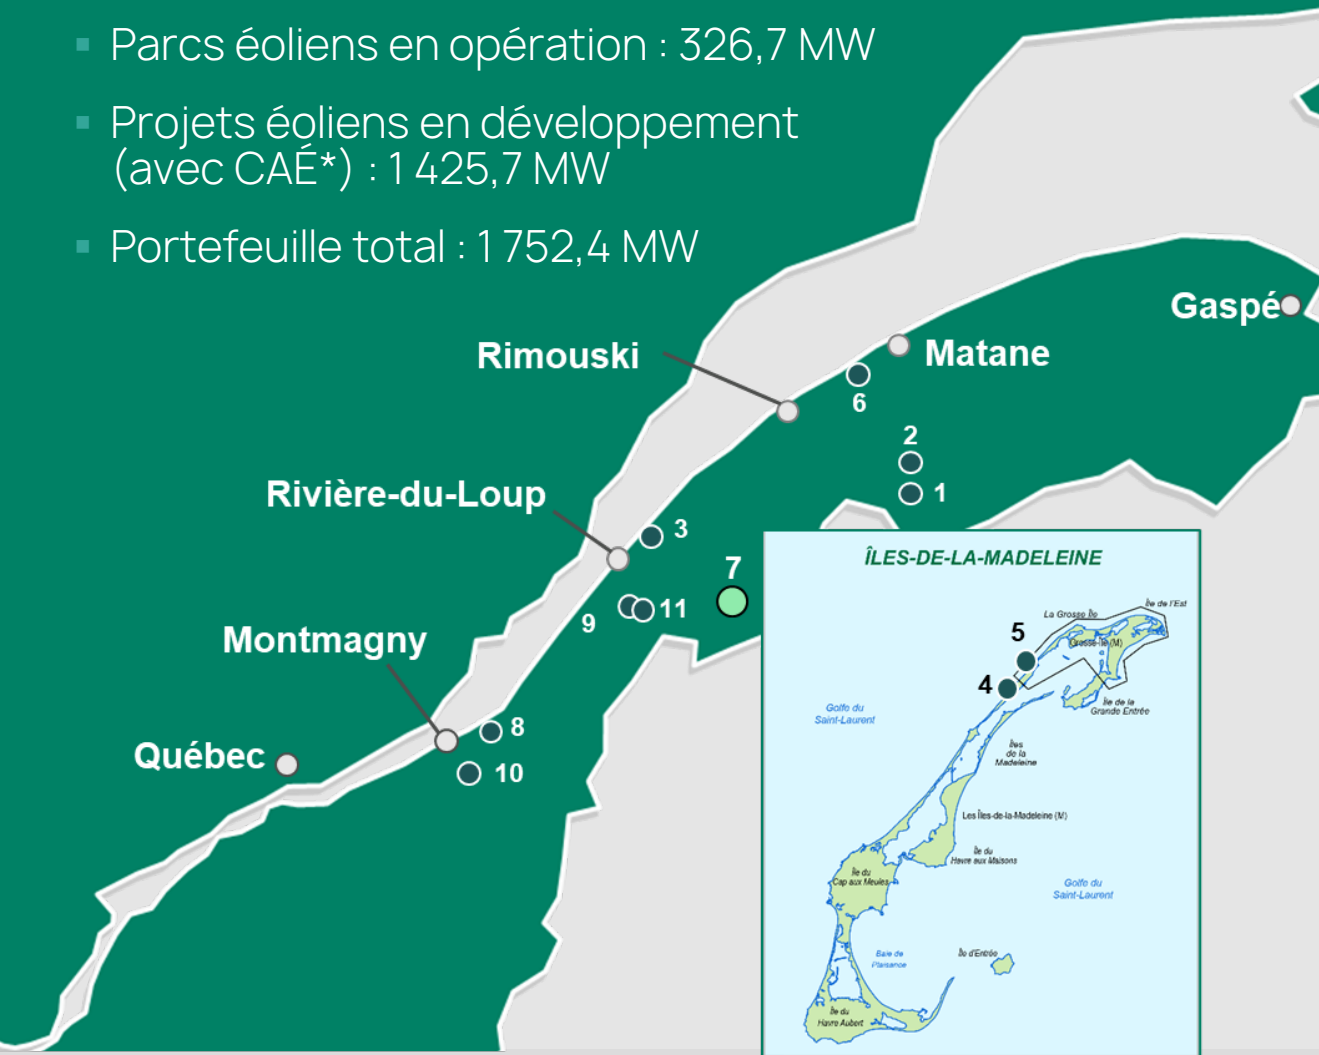 Parcs éoliens en opération : 326,7 MW
Projets éoliens en développement
(avec CAÉ*) : 1 425,7 MW
Portefeuille total : 1 752,4 MW
Gaspé
Rimouski
Matane
6
2
1
Rivière-du-Loup
3
7
9
11
Montmagny
8
Québec
10
ÎLES-DE-LA-MADELEINE
Île de l'Est
La Grosse Île
5
Grosse-Île (M)
4
Île de la
Grande Entrée
Golfe du
Saint-Laurent
Îles
de la
Madeleine
Les Îles-de-la-Madeleine (M)
Île du
Havre aux Maisons
Île du
Cap aux Meules
Golfe du
Saint-Laurent
Baie de
Plaisance
Île d'Entrée
Île du
Havre Aubert